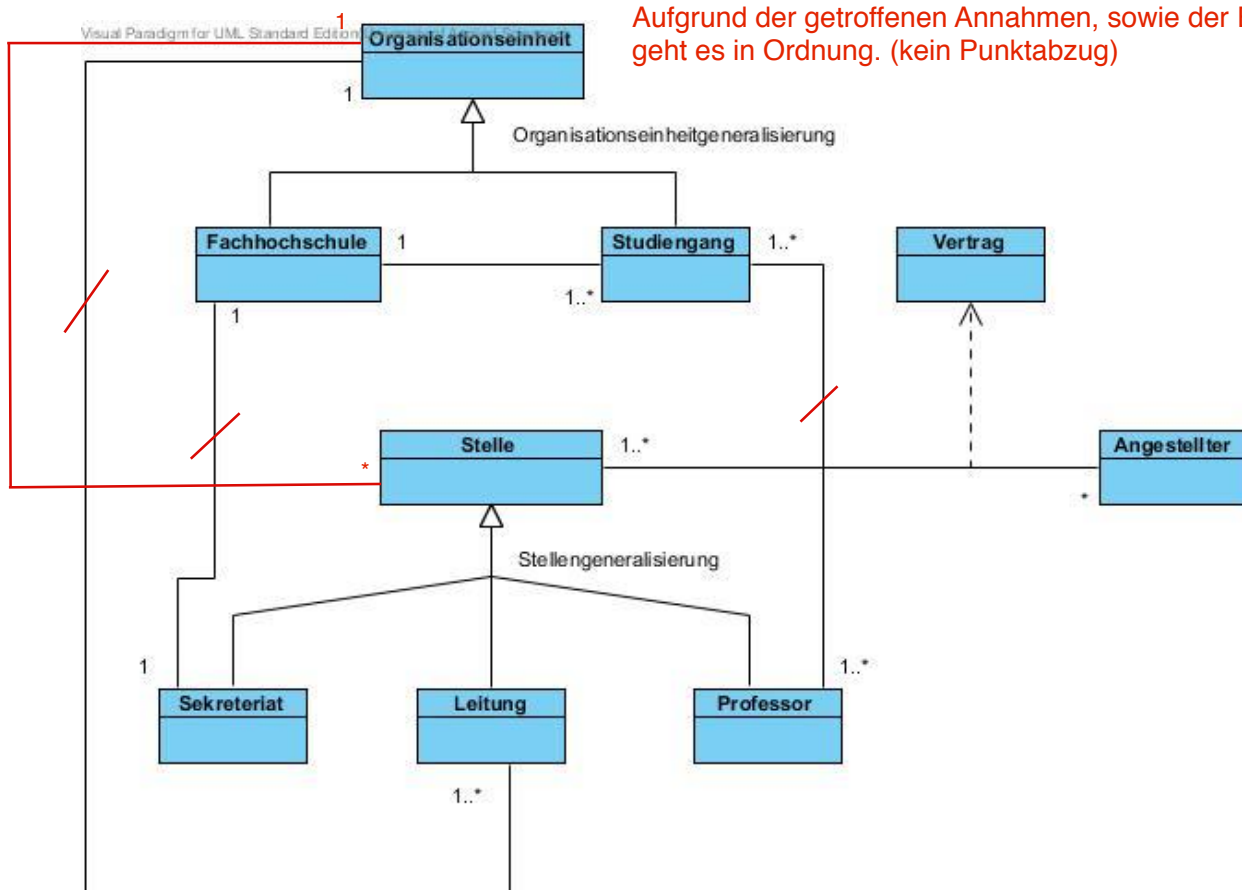 Aufgrund der getroffenen Annahmen, sowie der
geht es in Ordnung. (kein Punktabzug)
1
Visual Paradigm for UML Standard Edition
Organisationseinheit
1
Organisationseinheitgeneralisierung
Fachhochschule
1
Studiengang
1..*
Vertrag
1..*
1
Stelle
1..*
Angestellter
*
*
Stellengeneralisierung
1
1..*
Sekreteriat
Leitung
Professor
1..*